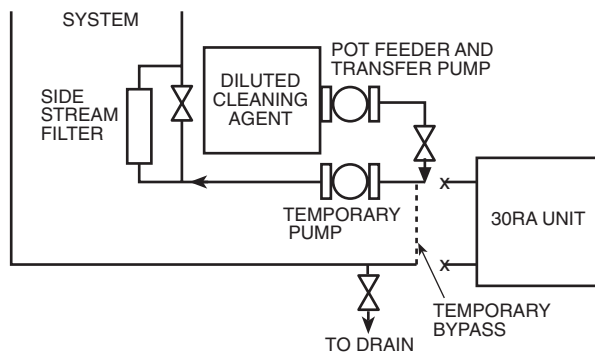 SYSTEM
POT FEEDER AND
TRANSFER PUMP
DILUTED
CLEANING
AGENT
SIDE
STREAM
FILTER
TEMPORARY
PUMP
x
x
30RA UNIT
TEMPORARY
BYPASS
TO DRAIN